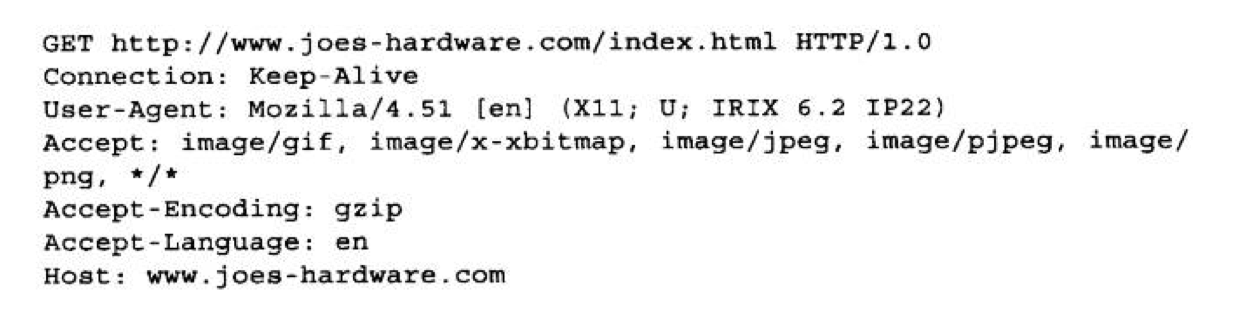 GET http://www.joes-hardware.com/index.html HTTP/1.0
Connection: Keep-Alive
User-Agent: Mozilla/4.51 [en] (X11; U; IRIX 6.2 IP22)
Accept: image/gif, image/x-xbitmap, image/jpeg, image/pjpeg, image/
png, */*
Accept-Encoding: gzip
Accept-Language: en
Host: www.joes-hardware.com